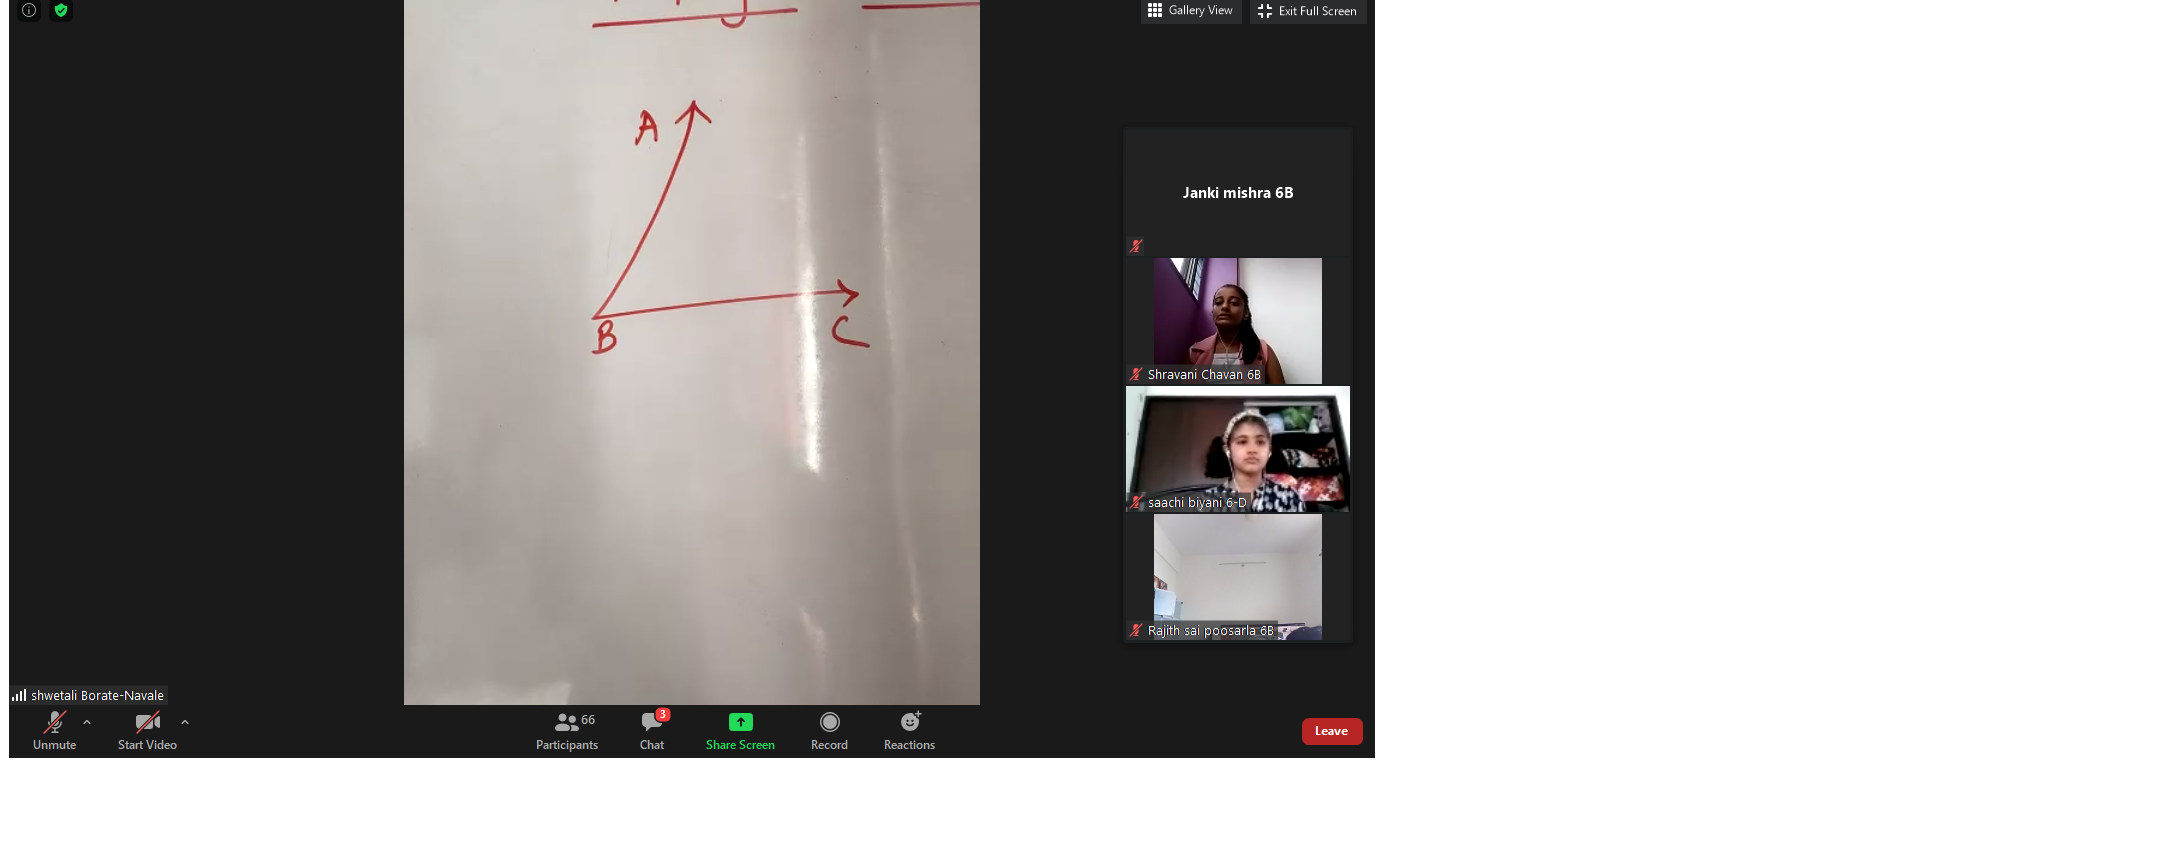 Gallery View
Exit Full Screen
A
B
C
Janki mishra 6B
Shravani Chavan 6B
saachi biyani 6-D
Rajith sai poosarla 6B
shwetali Borate-Navale
Unmute
Start Video
66
Participants
3
Chat
Share Screen
Record
Reactions
Leave